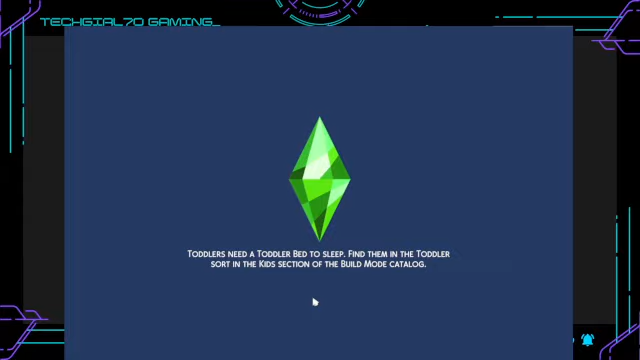 TECHGIRL70 GAMING_
TODDLERS NEED A TODDLER BED TO SLEEP. FIND THEM IN THE TODDLER
SORT IN THE KIDS SECTION OF THE BUILD MODE CATALOG.